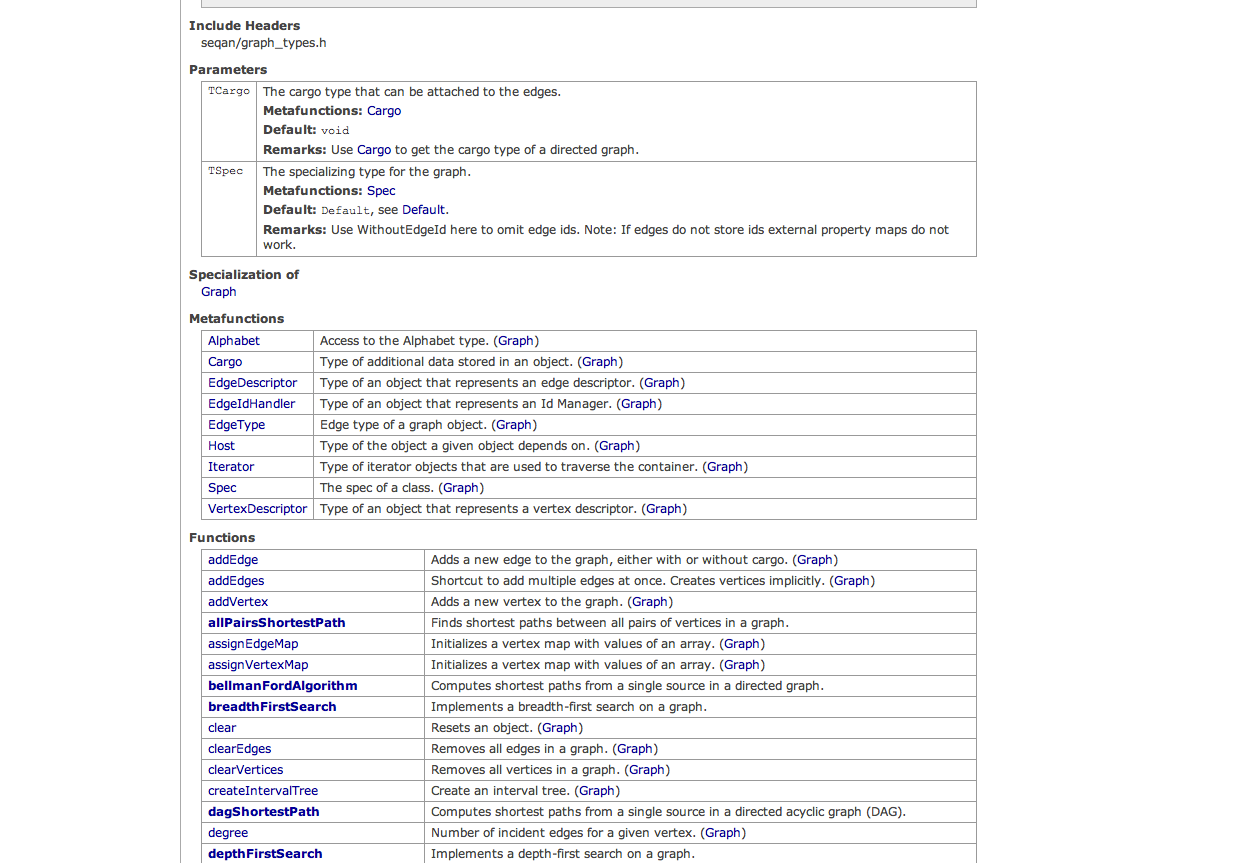 Include Headers
seqan/graph_types.h
Parameters
TCargo The cargo type that can be attached to the edges.
Metafunctions: Cargo
Default: void
Remarks: Use Cargo to get the cargo type of a directed graph.
TSpec The specializing type for the graph.
Metafunctions: Spec
Default: Default, see Default.
Remarks: Use WithoutEdgeId here to omit edge ids. Note: If edges do not store ids external property maps do not
work.
Specialization of
Graph
Metafunctions
Alphabet Access to the Alphabet type. (Graph)
Cargo Type of additional data stored in an object. (Graph)
EdgeDescriptor Type of an object that represents an edge descriptor. (Graph)
EdgeIdHandler Type of an object that represents an Id Manager. (Graph)
EdgeType Edge type of a graph object. (Graph)
Host Type of the object a given object depends on. (Graph)
Iterator Type of iterator objects that are used to traverse the container. (Graph)
Spec The spec of a class. (Graph)
VertexDescriptor Type of an object that represents a vertex descriptor. (Graph)
Functions
addEdge Adds a new edge to the graph, either with or without cargo. (Graph)
addEdges Shortcut to add multiple edges at once. Creates vertices implicitly. (Graph)
addVertex Adds a new vertex to the graph. (Graph)
allPairsShortestPath Finds shortest paths between all pairs of vertices in a graph.
assignEdgeMap Initializes a vertex map with values of an array. (Graph)
assignVertexMap Initializes a vertex map with values of an array. (Graph)
bellmanFordAlgorithm Computes shortest paths from a single source in a directed graph.
breadthFirstSearch Implements a breadth-first search on a graph.
clear Resets an object. (Graph)
clearEdges Removes all edges in a graph. (Graph)
clearVertices Removes all vertices in a graph. (Graph)
createIntervalTree Create an interval tree. (Graph)
dagShortestPath Computes shortest paths from a single source in a directed acyclic graph (DAG).
degree Number of incident edges for a given vertex. (Graph)
depthFirstSearch Implements a depth-first search on a graph.